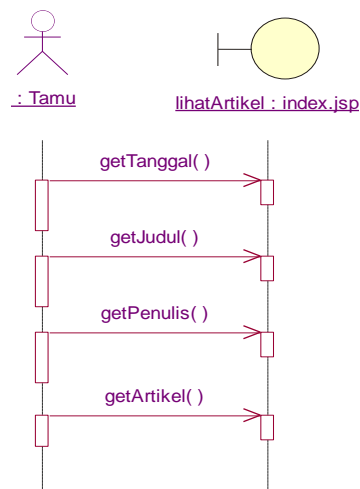 : Tamu
lihatArtikel : index.jsp
getTanggal( )
getJudul( )
getPenulis( )
getArtikel( )